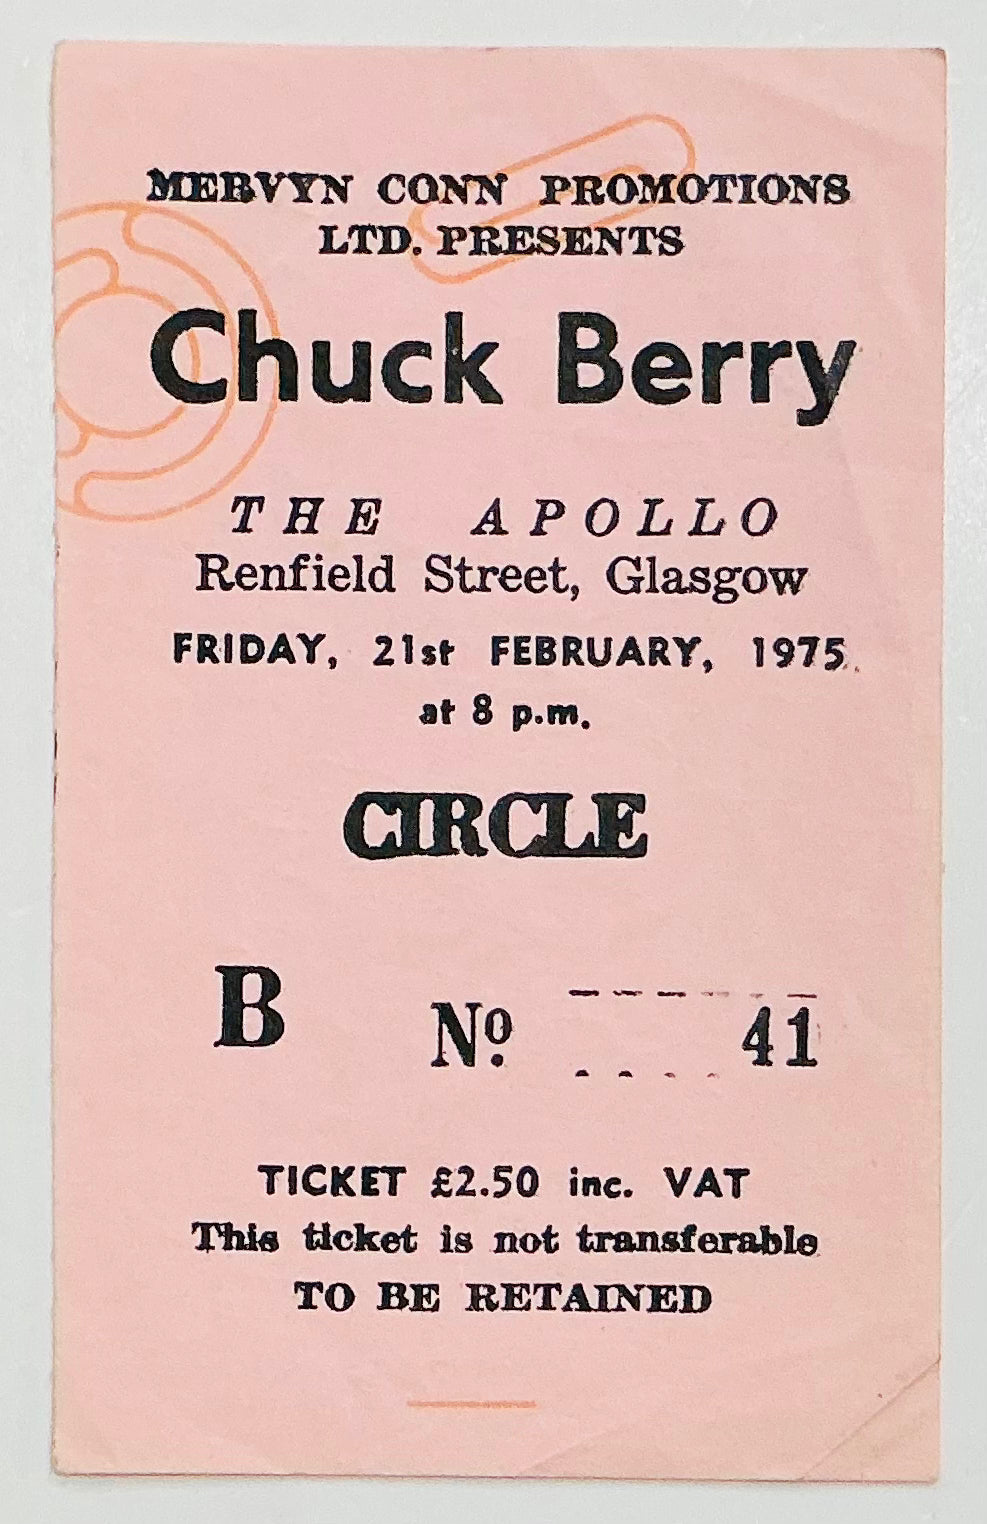 MERVYN CONN PROMOTIONS
LTD. PRESENTS
Chuck Berry
THE APOLLO
Renfield Street, Glasgow
FRIDAY, 21st FEBRUARY, 1975.
at 8 p.m.
CIRCLE
B Nº 41
TICKET £2.50 inc. VAT
This ticket is not transferable
TO BE RETAINED